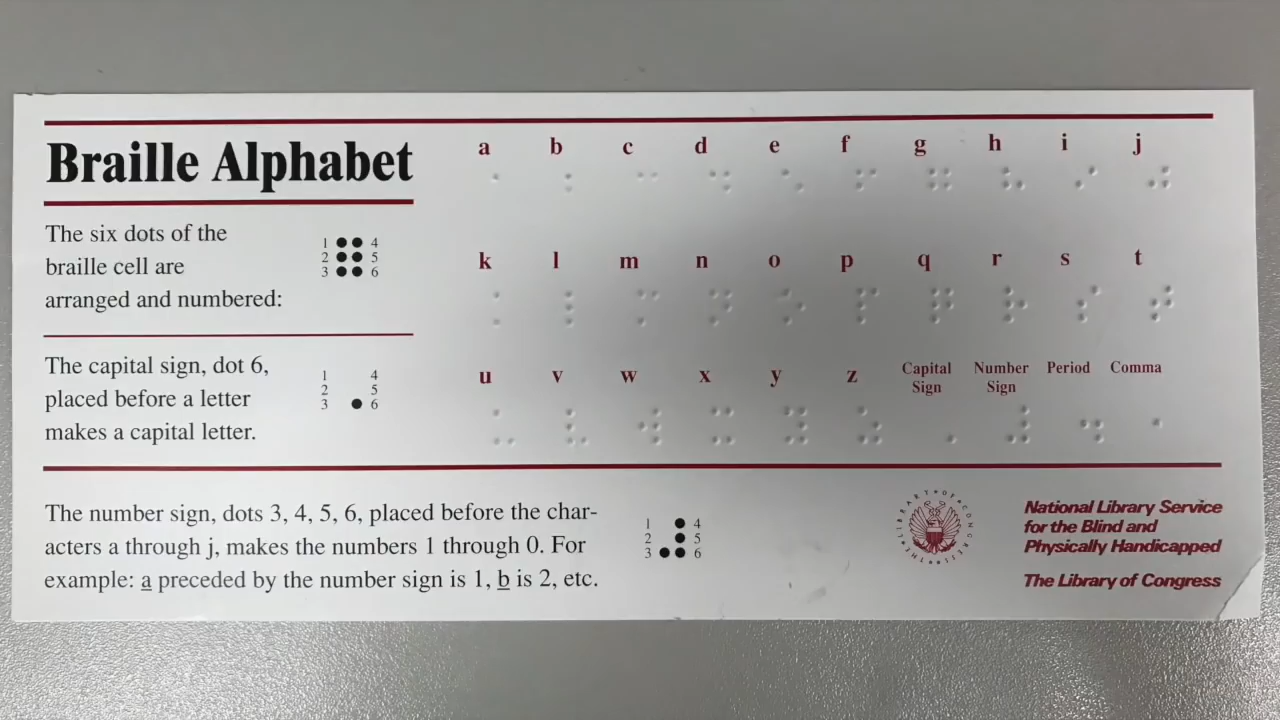 Braille Alphabet
The six dots of the
braille cell are
arranged and numbered:
1 4
2 5
3 6
The capital sign, dot 6,
placed before a letter
makes a capital letter.
1 4
2 5
3 6
a b c d e f g h i j
k l m n o p q r s t
u v w x y z Capital Sign Number Sign Period Comma
The number sign, dots 3, 4, 5, 6, placed before the char-
acters a through j, makes the numbers 1 through 0. For
example: a preceded by the number sign is 1, b is 2, etc.
1 4
2 5
3 6
THE LIBRARY OF CONGRESS
National Library Service
for the Blind and
Physically Handicapped
The Library of Congress